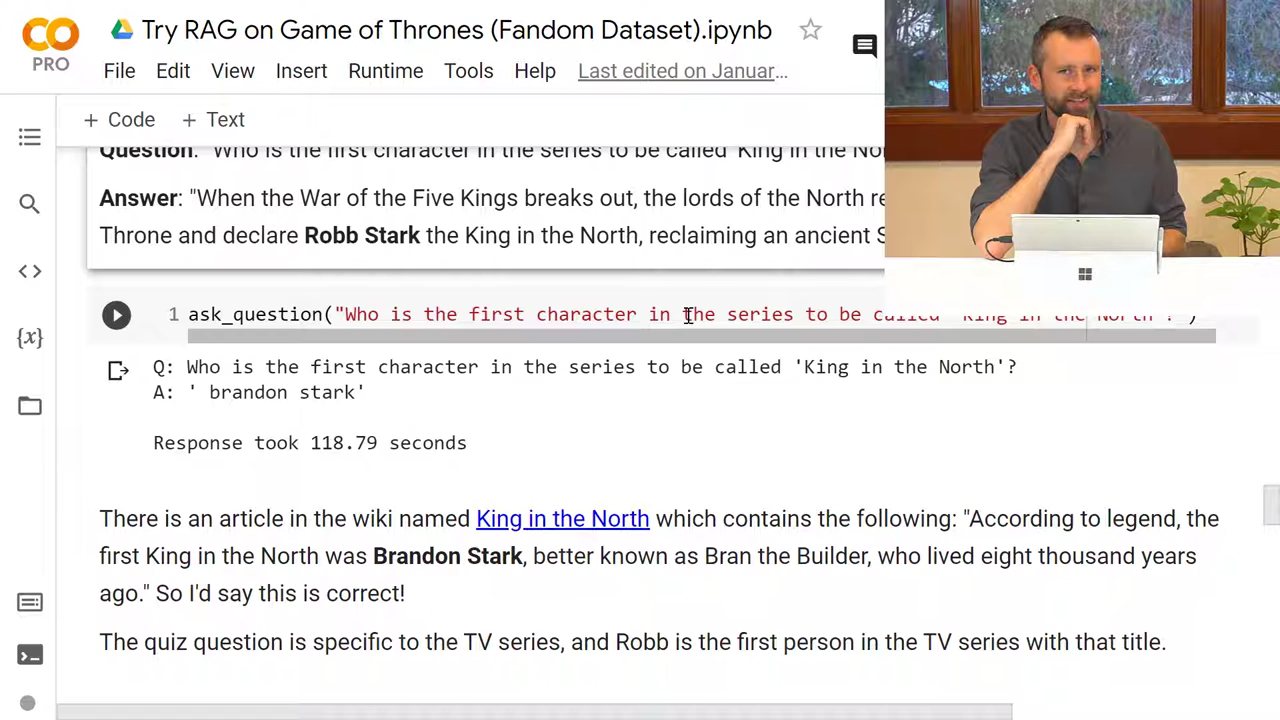 CO
PRO
Try RAG on Game of Thrones (Fandom Dataset).ipynb
File Edit View Insert Runtime Tools Help Last edited on Januar…
+ Code + Text
Question: "Who is the first character in the series to be called 'King in the No
Answer: "When the War of the Five Kings breaks out, the lords of the North re
Throne and declare Robb Stark the King in the North, reclaiming an ancient S
1 ask_question("Who is the first character in the series to be called 'King in the North'?")
Q: Who is the first character in the series to be called 'King in the North'?
A: ' brandon stark'
Response took 118.79 seconds
There is an article in the wiki named King in the North which contains the following: "According to legend, the
first King in the North was Brandon Stark, better known as Bran the Builder, who lived eight thousand years
ago." So I'd say this is correct!
The quiz question is specific to the TV series, and Robb is the first person in the TV series with that title.